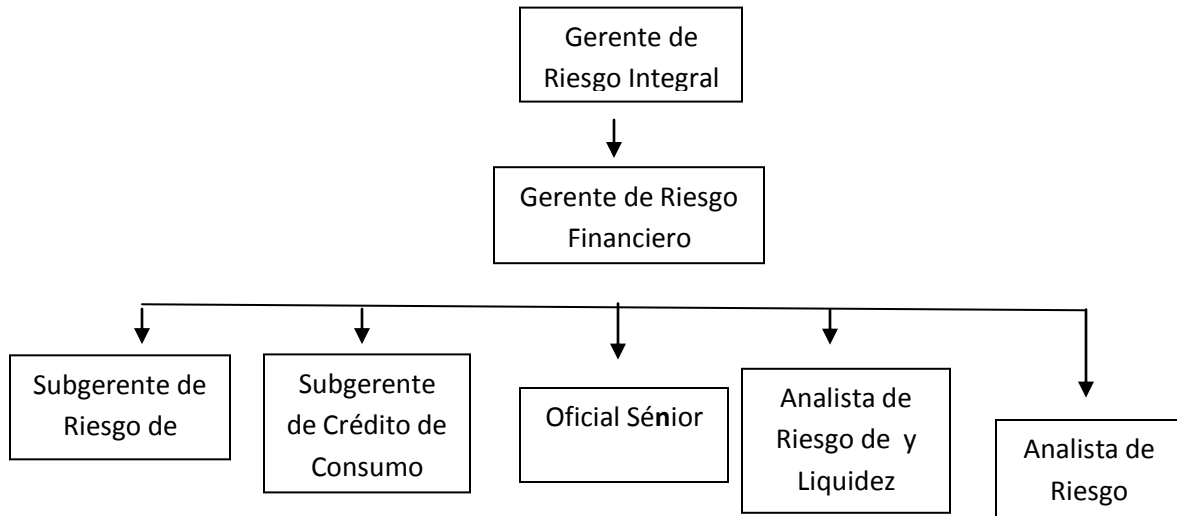 Gerente de
Riesgo Integral
Gerente de Riesgo
Financiero
Subgerente de
Riesgo de
Subgerente
de Crédito de
Consumo
Oficial Sénior
Analista de
Riesgo de y
Liquidez
Analista de
Riesgo